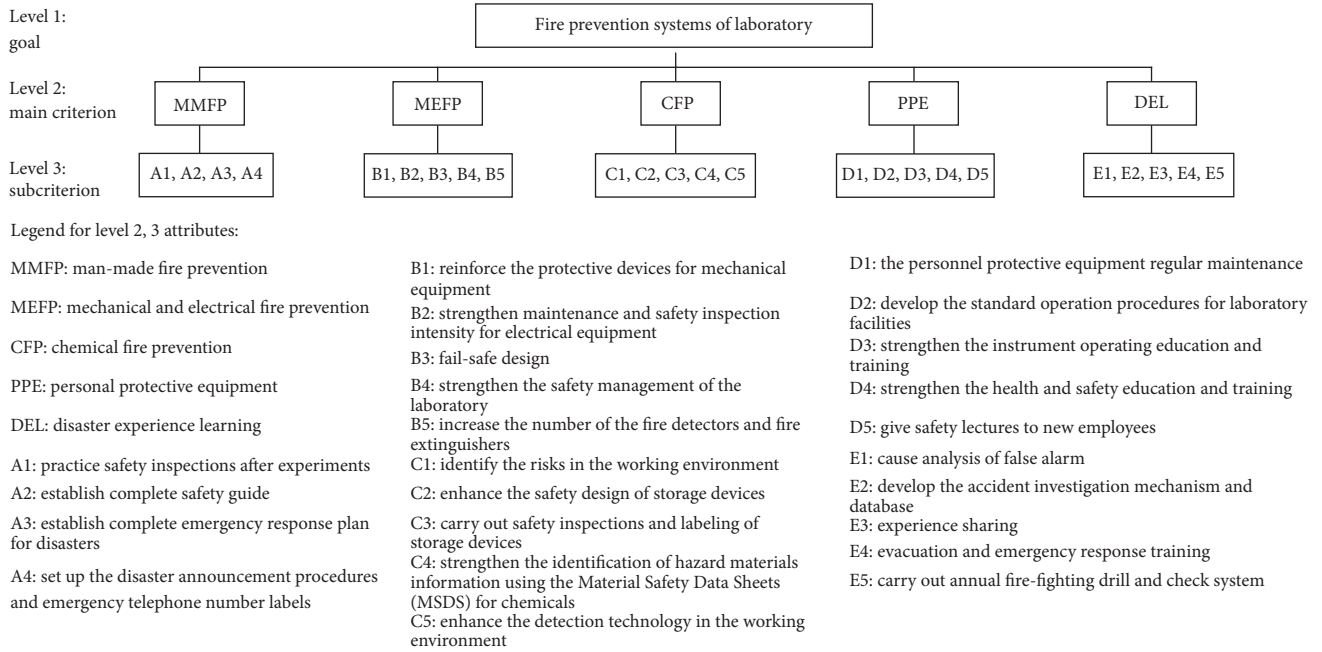 Level 1:
goal
Fire prevention systems of laboratory
Level 2:
main criterion
MMFP
MEFP
CFP
PPE
DEL
Level 3:
subcriterion
A1, A2, A3, A4
B1, B2, B3, B4, B5
C1, C2, C3, C4, C5
D1, D2, D3, D4, D5
E1, E2, E3, E4, E5
Legend for level 2, 3 attributes:
MMFP: man-made fire prevention
MEFP: mechanical and electrical fire prevention
CFP: chemical fire prevention
PPE: personal protective equipment
DEL: disaster experience learning
A1: practice safety inspections after experiments
A2: establish complete safety guide
A3: establish complete emergency response plan
for disasters
A4: set up the disaster announcement procedures
and emergency telephone number labels
B1: reinforce the protective devices for mechanical
equipment
B2: strengthen maintenance and safety inspection
intensity for electrical equipment
B3: fail-safe design
B4: strengthen the safety management of the
laboratory
B5: increase the number of the fire detectors and fire
extinguishers
C1: identify the risks in the working environment
C2: enhance the safety design of storage devices
C3: carry out safety inspections and labeling of
storage devices
C4: strengthen the identification of hazard materials
information using the Material Safety Data Sheets
(MSDS) for chemicals
C5: enhance the detection technology in the working
environment
D1: the personnel protective equipment regular maintenance
D2: develop the standard operation procedures for laboratory
facilities
D3: strengthen the instrument operating education and
training
D4: strengthen the health and safety education and training
D5: give safety lectures to new employees
E1: cause analysis of false alarm
E2: develop the accident investigation mechanism and
database
E3: experience sharing
E4: evacuation and emergency response training
E5: carry out annual fire-fighting drill and check system